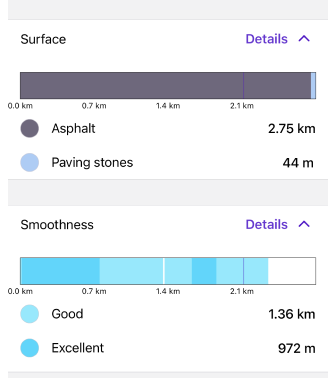 Surface Details
0.0 km 0.7 km 1.4 km 2.1 km
Asphalt 2.75 km
Paving stones 44 m
Smoothness Details
0.0 km 0.7 km 1.4 km 2.1 km
Good 1.36 km
Excellent 972 m